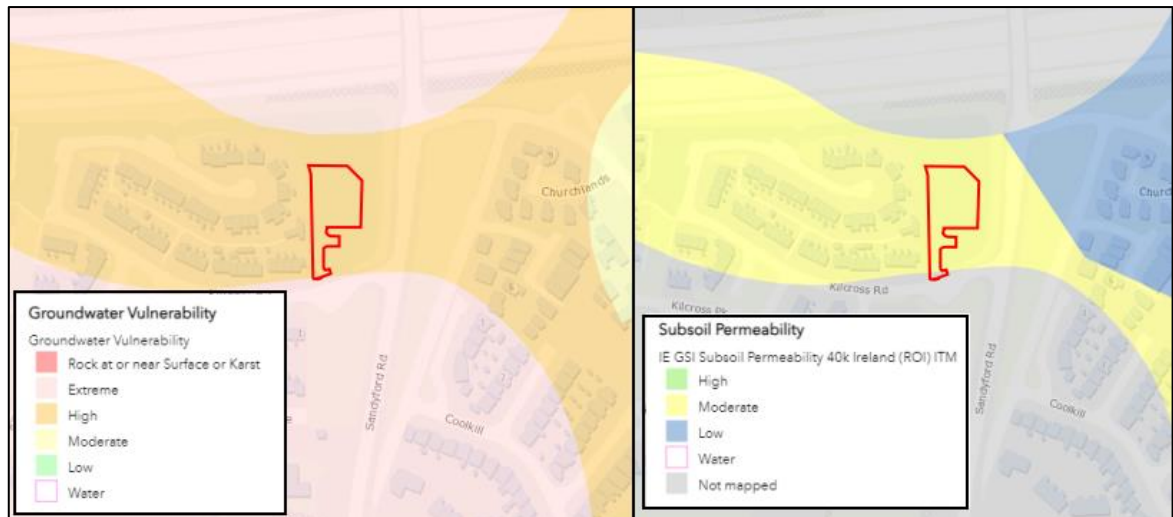 Churchlands
Groundwater Vulnerability
Groundwater Vulnerability
Rock at or near Surface or Karst
Extreme
High
Moderate
Low
Water
Sandyford Rd
Coolkill
Kilcross Rd
Kilcross Pk
Subsoil Permeability
IE GSI Subsoil Permeability 40k Ireland (ROI) ITM
High
Moderate
Low
Water
Not mapped
Sandyford Rd
Coolkill